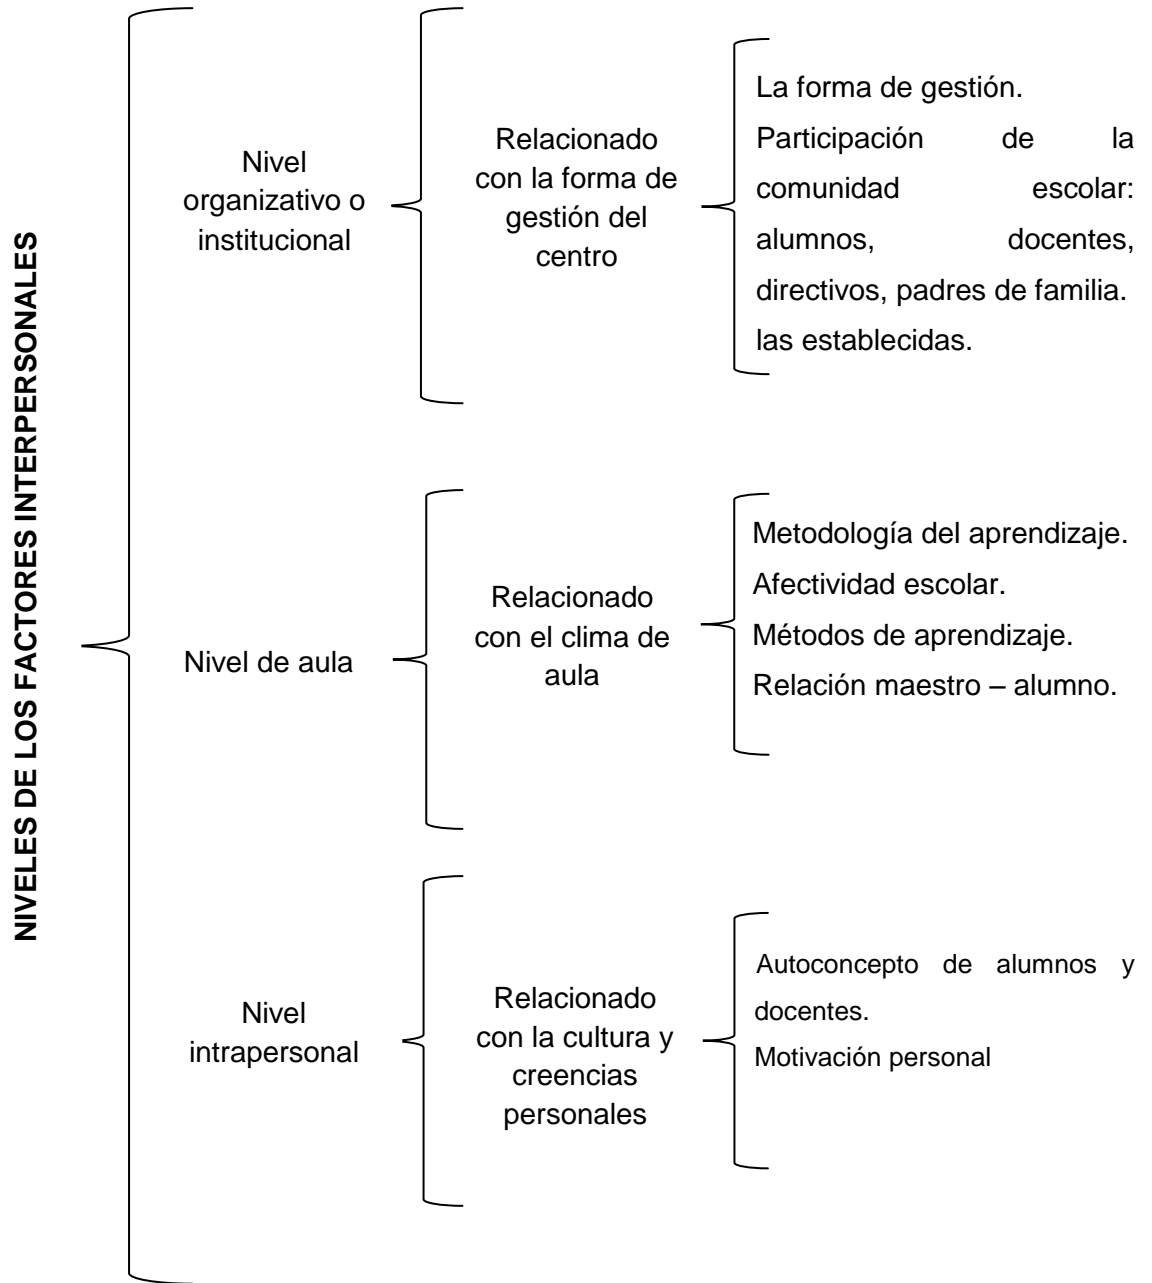 NIVELES DE LOS FACTORES INTERPERSONALES
Nivel
organizativo o
institucional
Relacionado
con la forma de
gestión del
centro
La forma de gestión.
Participación de la
comunidad escolar:
alumnos, docentes,
directivos, padres de familia.
las establecidas.
Nivel de aula
Relacionado
con el clima de
aula
Metodología del aprendizaje.
Afectividad escolar.
Métodos de aprendizaje.
Relación maestro – alumno.
Nivel
intrapersonal
Relacionado
con la cultura y
creencias
personales
Autoconcepto de alumnos y
docentes.
Motivación personal